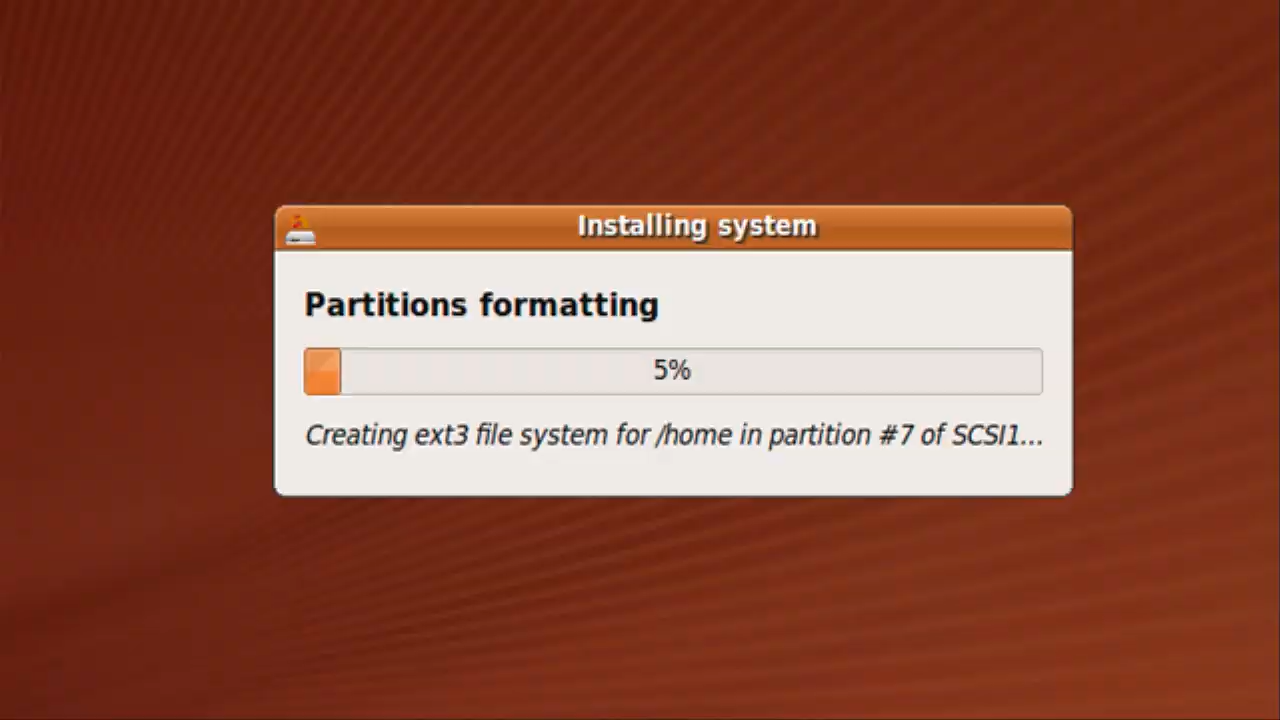 Installing system
Partitions formatting
5%
Creating ext3 file system for /home in partition #7 of SCSI1...